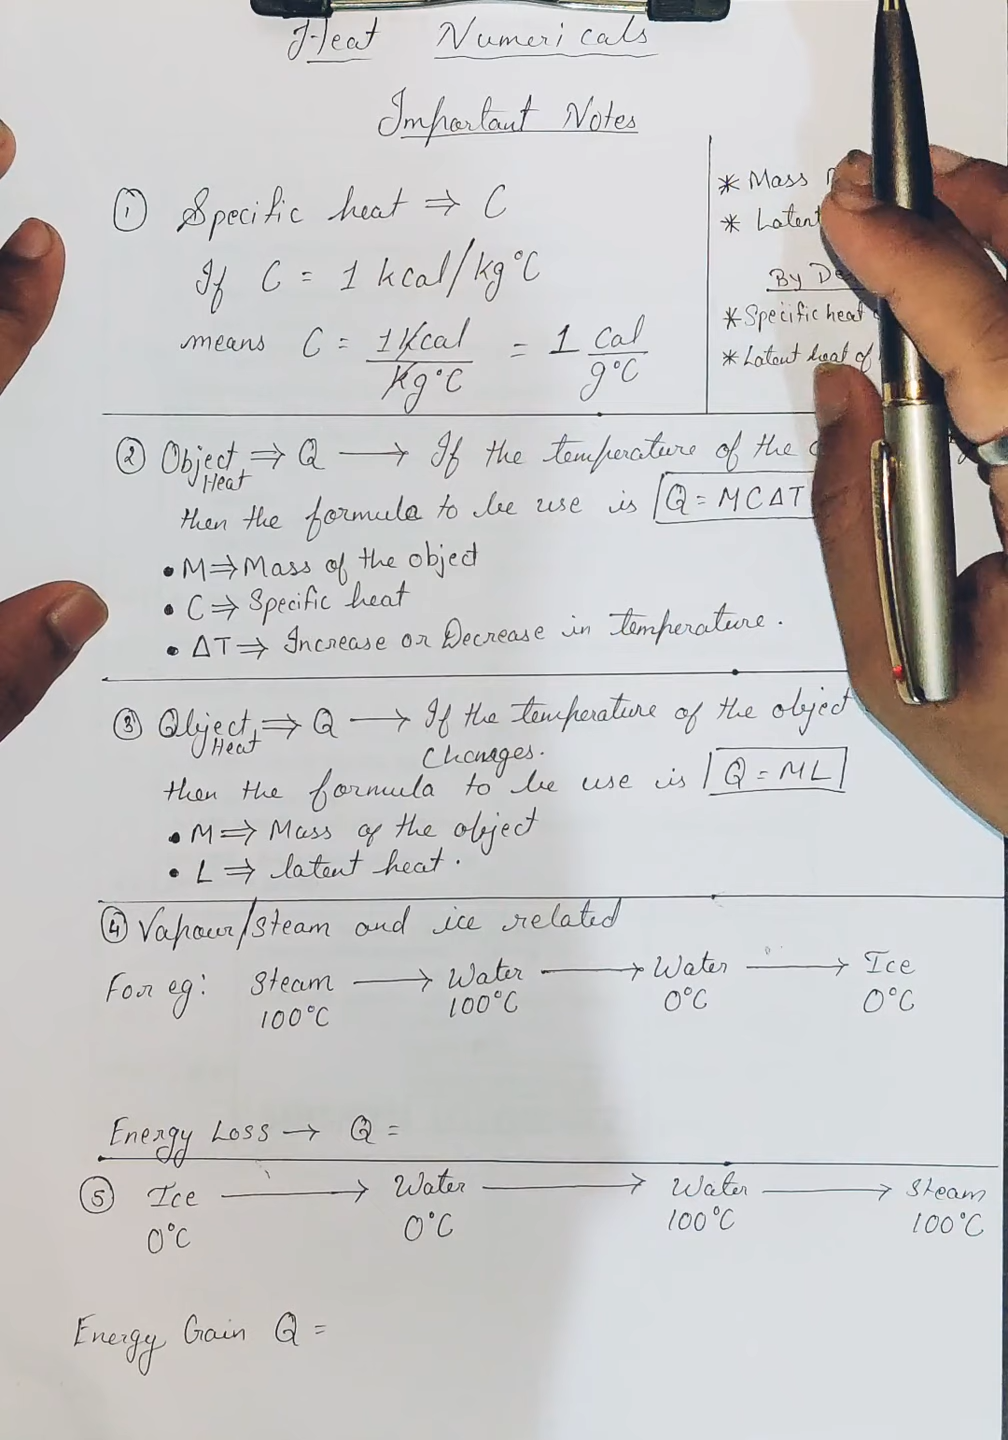 Heat Numericals
Important Notes
① Specific heat ⇒ C
If C = 1 kcal/kg°C
means C = 1 Kcal / Kg°C = 1 Cal / g°C
* Mass
* Latent
By
* Specific heat
* Latent heat of
② Object Heat ⇒ Q → If the temperature of the
then the formula to be use is Q = MCΔT
• M ⇒ Mass of the object
• C ⇒ Specific heat
• ΔT ⇒ Increase or Decrease in temperature.
③ Object Heat ⇒ Q → If the temperature of the object
Changes.
then the formula to be use is Q = ML
• M ⇒ Mass of the object
• L ⇒ latent heat.
④ Vapour/Steam and ice related
For eg: Steam → Water → Water → Ice
100°C 100°C 0°C 0°C
Energy Loss → Q =
⑤ Ice → Water → Water → Steam
0°C 0°C 100°C 100°C
Energy Gain Q =